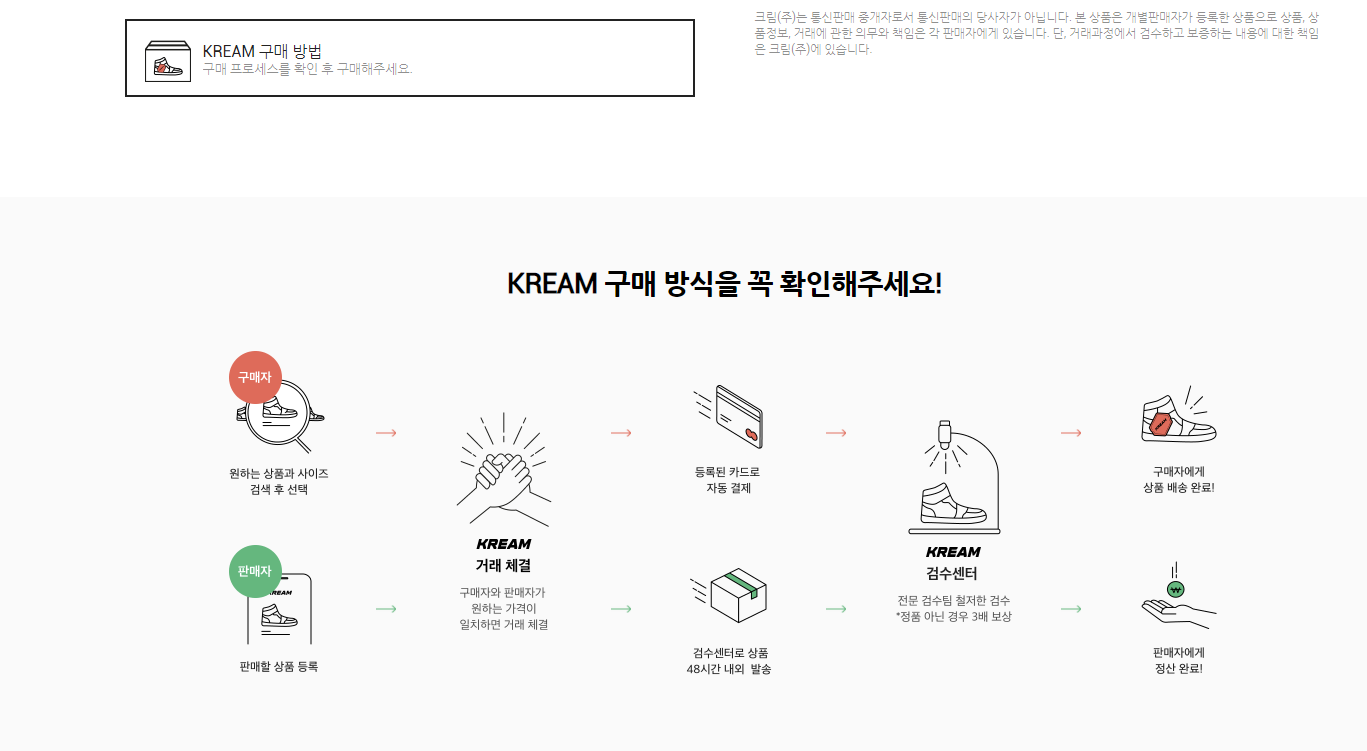 KREAM 구매 방법
구매 프로세스를 확인 후 구매해주세요.
크림(주)는 통신판매 중개자로서 통신판매의 당사자가 아닙니다. 본 상품은 개별판매자가 등록한 상품으로 상품, 상
품정보, 거래에 관한 의무와 책임은 각 판매자에게 있습니다. 단, 거래과정에서 검수하고 보증하는 내용에 대한 책임
은 크림(주)에 있습니다.
KREAM 구매 방식을 꼭 확인해주세요!
구매자
원하는 상품과 사이즈
검색 후 선택
판매자
KREAM
판매할 상품 등록
KREAM
거래 체결
구매자와 판매자가
원하는 가격이
일치하면 거래 체결
등록된 카드로
자동 결제
검수센터로 상품
48시간 내외 발송
KREAM
검수센터
전문 검수팀 철저한 검수
*정품 아닌 경우 3배 보상
KREAM
구매자에게
상품 배송 완료!
₩
판매자에게
정산 완료!